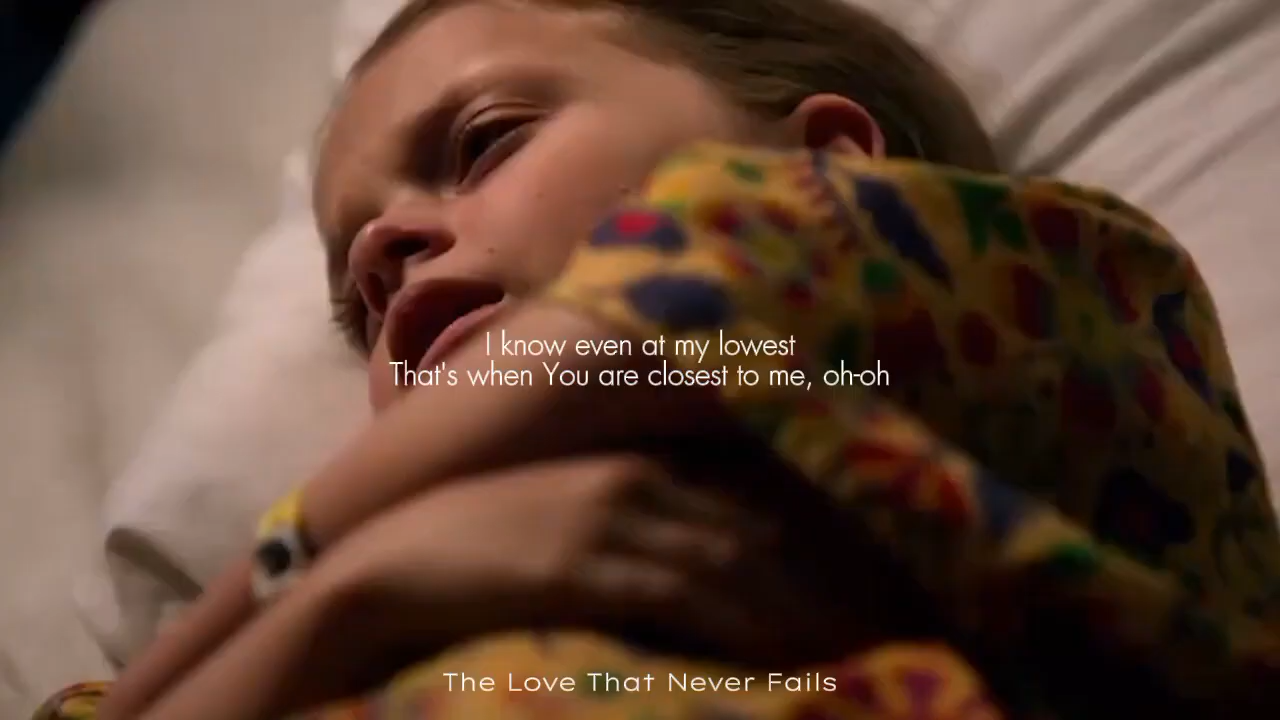 I know even at my lowest
That's when You are closest to me, oh-oh
The Love That Never Fails